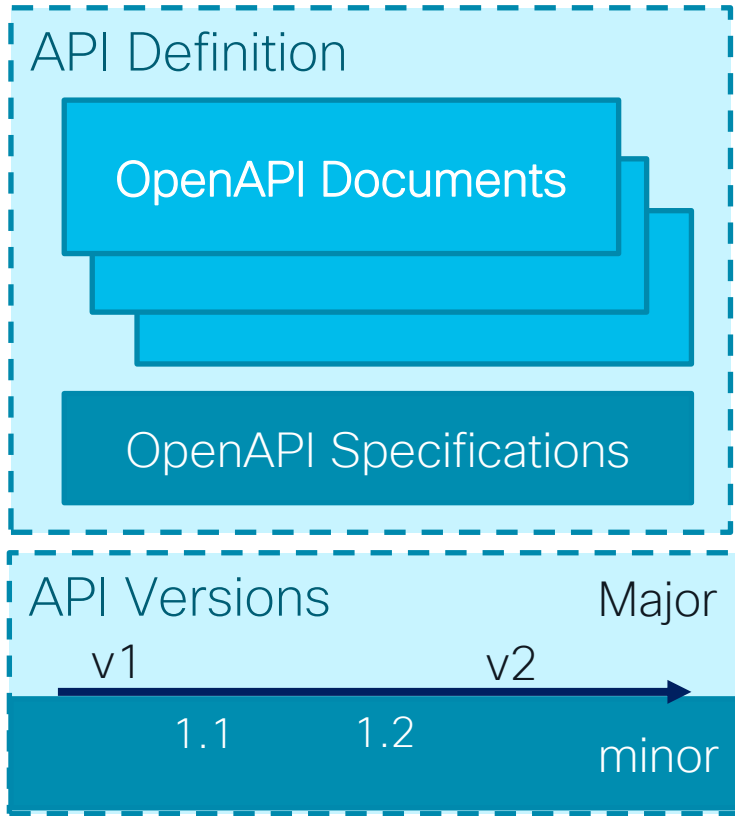 API Definition
OpenAPI Documents
OpenAPI Specifications
API Versions
Major
v1
v2
1.1
1.2
minor